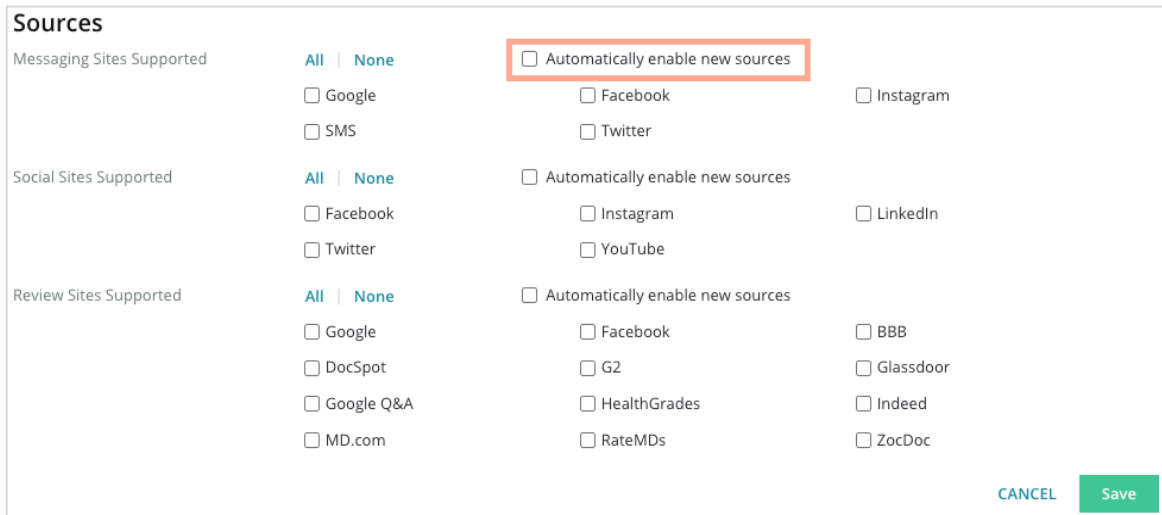 Sources
Messaging Sites Supported All | None Automatically enable new sources
Google Facebook Instagram
SMS Twitter
Social Sites Supported All | None Automatically enable new sources
Facebook Instagram LinkedIn
Twitter YouTube
Review Sites Supported All | None Automatically enable new sources
Google Facebook BBB
DocSpot G2 Glassdoor
Google Q&A HealthGrades Indeed
MD.com RateMDs ZocDoc
CANCEL Save